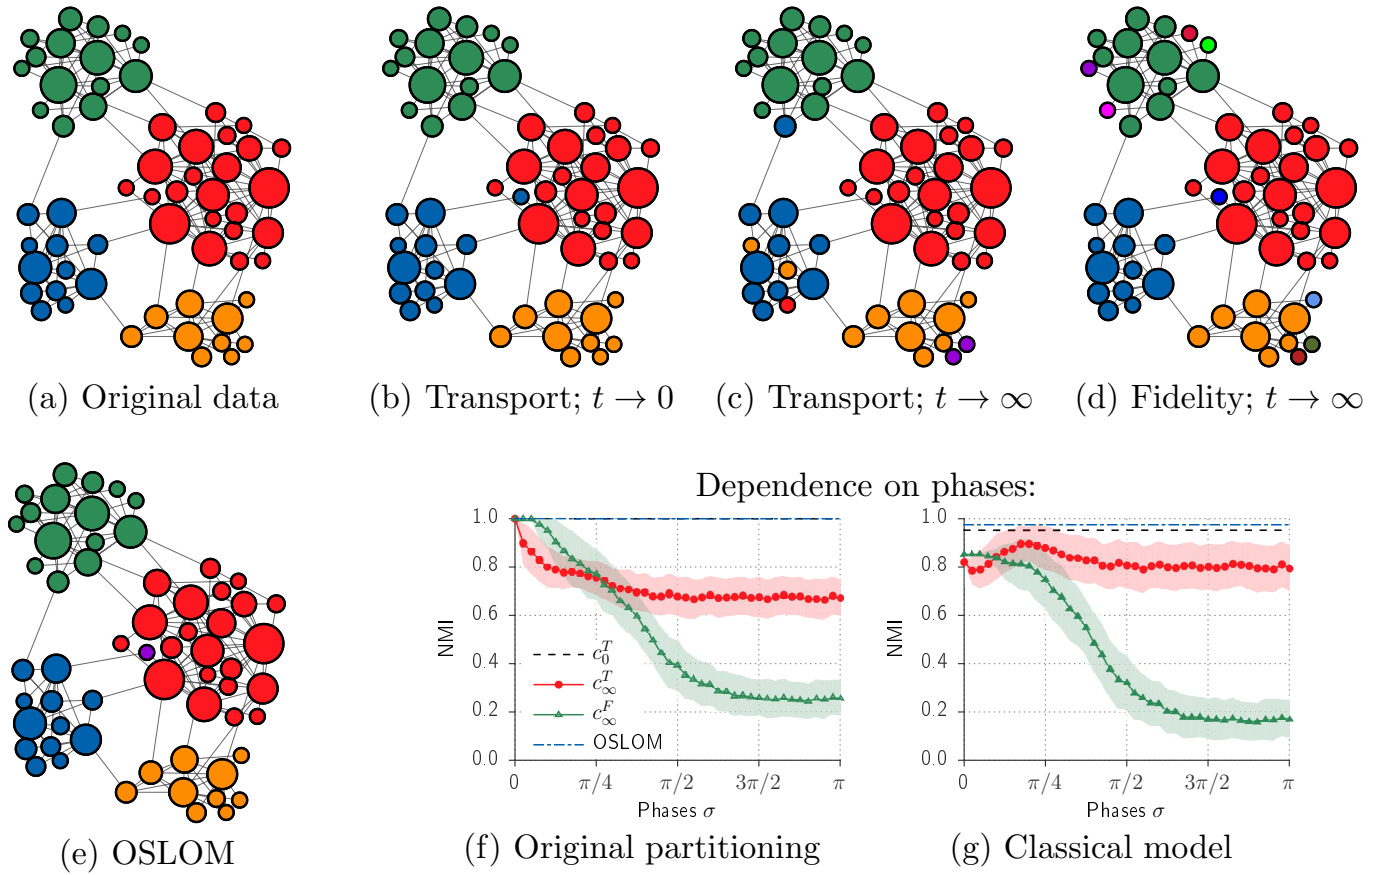 (a) Original data
(b) Transport; t → 0
(c) Transport; t → ∞
(d) Fidelity; t → ∞
(e) OSLOM
Dependence on phases:
NMI
1.0
0.8
0.6
0.4
0.2
0.0
c_0^T
c_∞^T
c_∞^F
OSLOM
0 π/4 π/2 3π/2 π
Phases σ
(f) Original partitioning
NMI
1.0
0.8
0.6
0.4
0.2
0.0
0 π/4 π/2 3π/2 π
Phases σ
(g) Classical model